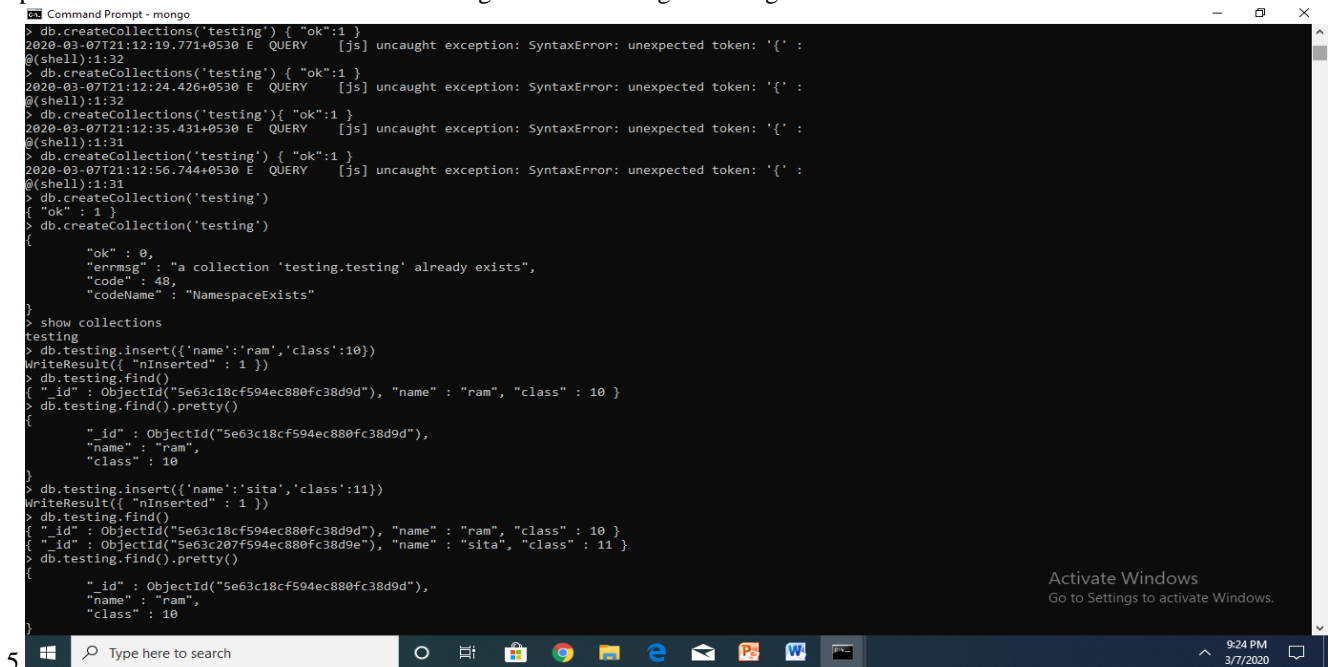 Command Prompt - mongo
> db.createCollections('testing') { "ok":1 }
2020-03-07T21:12:19.771+0530 E  QUERY    [js] uncaught exception: SyntaxError: unexpected token: '{' :
@(shell):1:32
> db.createCollections('testing') { "ok":1 }
2020-03-07T21:12:24.426+0530 E  QUERY    [js] uncaught exception: SyntaxError: unexpected token: '{' :
@(shell):1:32
> db.createCollections('testing'){ "ok":1 }
2020-03-07T21:12:35.431+0530 E  QUERY    [js] uncaught exception: SyntaxError: unexpected token: '{' :
@(shell):1:31
> db.createCollection('testing') { "ok":1 }
2020-03-07T21:12:56.744+0530 E  QUERY    [js] uncaught exception: SyntaxError: unexpected token: '{' :
@(shell):1:31
> db.createCollection('testing')
{ "ok" : 1 }
> db.createCollection('testing')
{
        "ok" : 0,
        "errmsg" : "a collection 'testing.testing' already exists",
        "code" : 48,
        "codeName" : "NamespaceExists"
}
> show collections
testing
> db.testing.insert({'name':'ram','class':10})
WriteResult({ "nInserted" : 1 })
> db.testing.find()
{ "_id" : ObjectId("5e63c18cf594ec880fc38d9d"), "name" : "ram", "class" : 10 }
> db.testing.find().pretty()
{
        "_id" : ObjectId("5e63c18cf594ec880fc38d9d"),
        "name" : "ram",
        "class" : 10
}
> db.testing.insert({'name':'sita','class':11})
WriteResult({ "nInserted" : 1 })
> db.testing.find()
{ "_id" : ObjectId("5e63c18cf594ec880fc38d9d"), "name" : "ram", "class" : 10 }
{ "_id" : ObjectId("5e63c207f594ec880fc38d9e"), "name" : "sita", "class" : 11 }
> db.testing.find().pretty()
{
        "_id" : ObjectId("5e63c18cf594ec880fc38d9d"),
        "name" : "ram",
        "class" : 10
}
Activate Windows
Go to Settings to activate Windows.
5
Type here to search
9:24 PM
3/7/2020